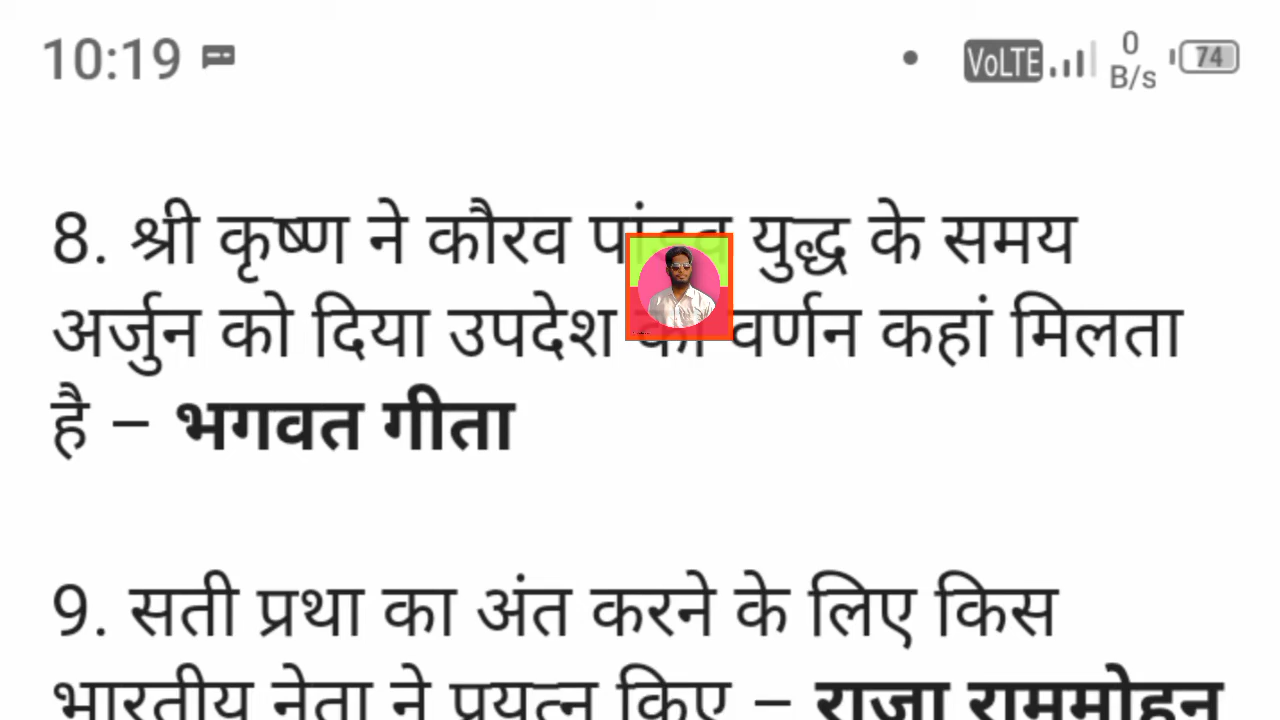 10:19 VoLTE 0 B/s 74
8. श्री कृष्ण ने कौरव पांडव युद्ध के समय
अर्जुन को दिया उपदेश का वर्णन कहां मिलता
है – भगवत गीता
9. सती प्रथा का अंत करने के लिए किस
भारतीय नेता ने प्रयत्न किए – राजा राममोहन